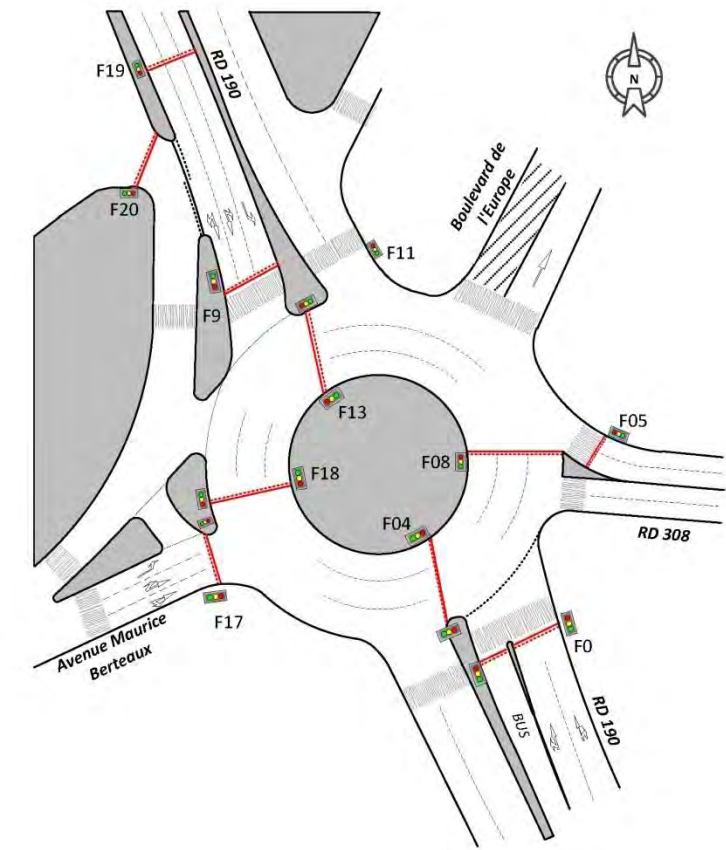 F19
RD 190
N
F20
Boulevard de
l'Europe
F11
F9
F13
F05
F08
F18
F04
RD 308
F17
F0
Avenue Maurice
Berteaux
BUS
RD 190